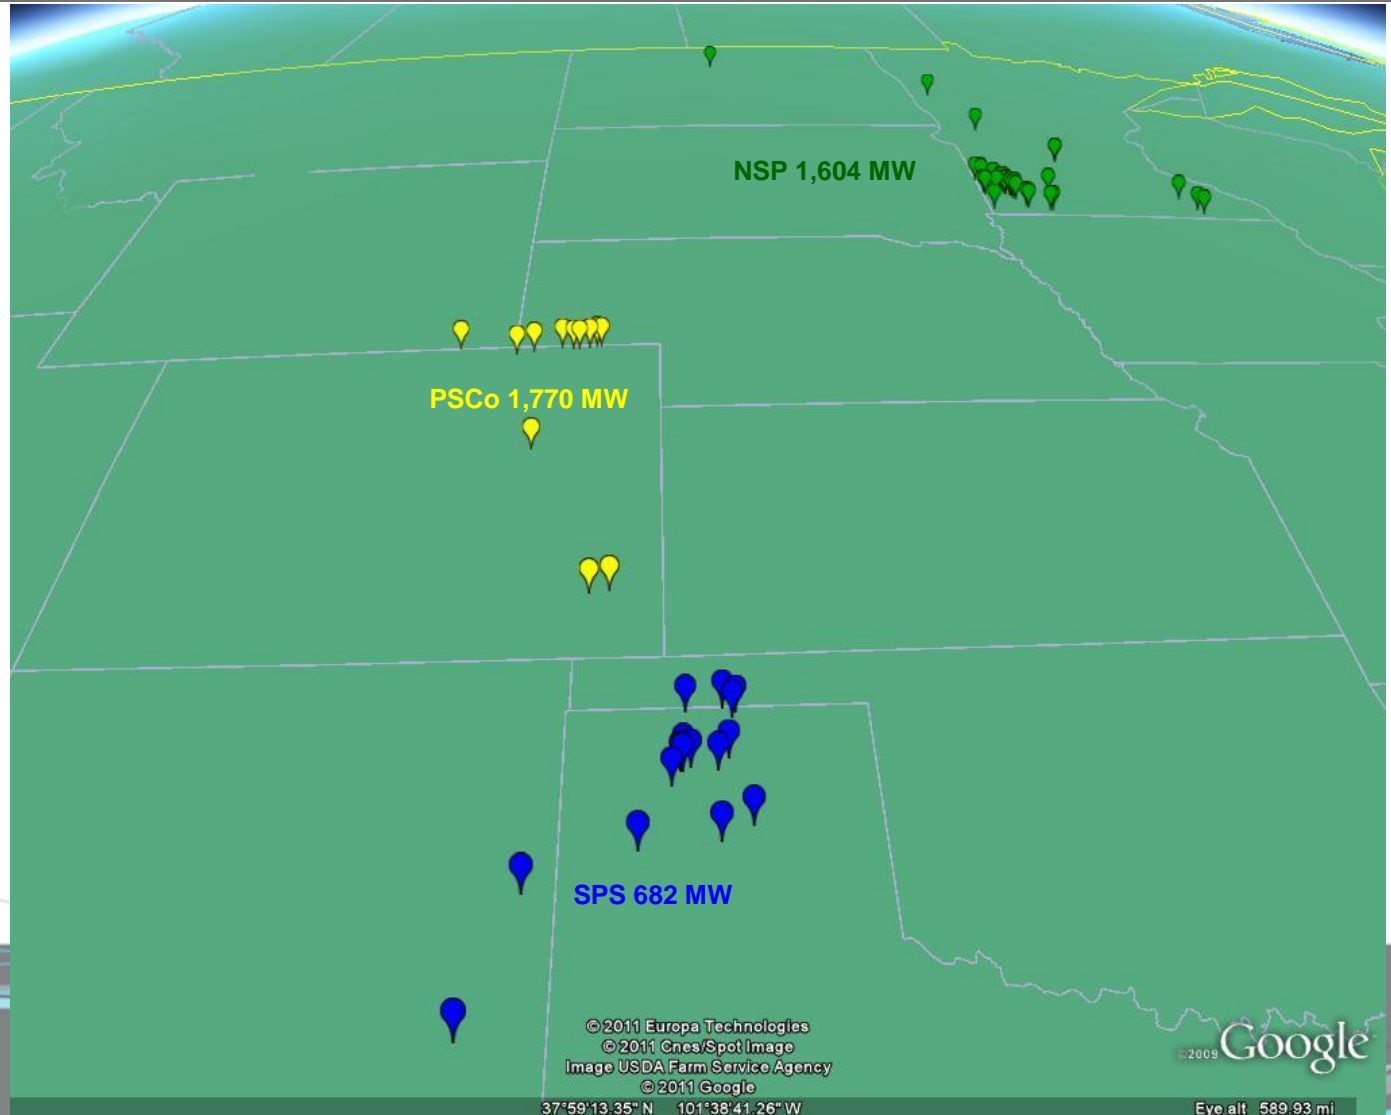 NSP 1,604 MW
PSCo 1,770 MW
SPS 682 MW
© 2011 Europa Technologies
© 2011 Cnes/Spot Image
Image USDA Farm Service Agency
© 2011 Google
©2009 Google
37°59'13.35" N 101°38'41.26" W
Eye alt 589.93 mi